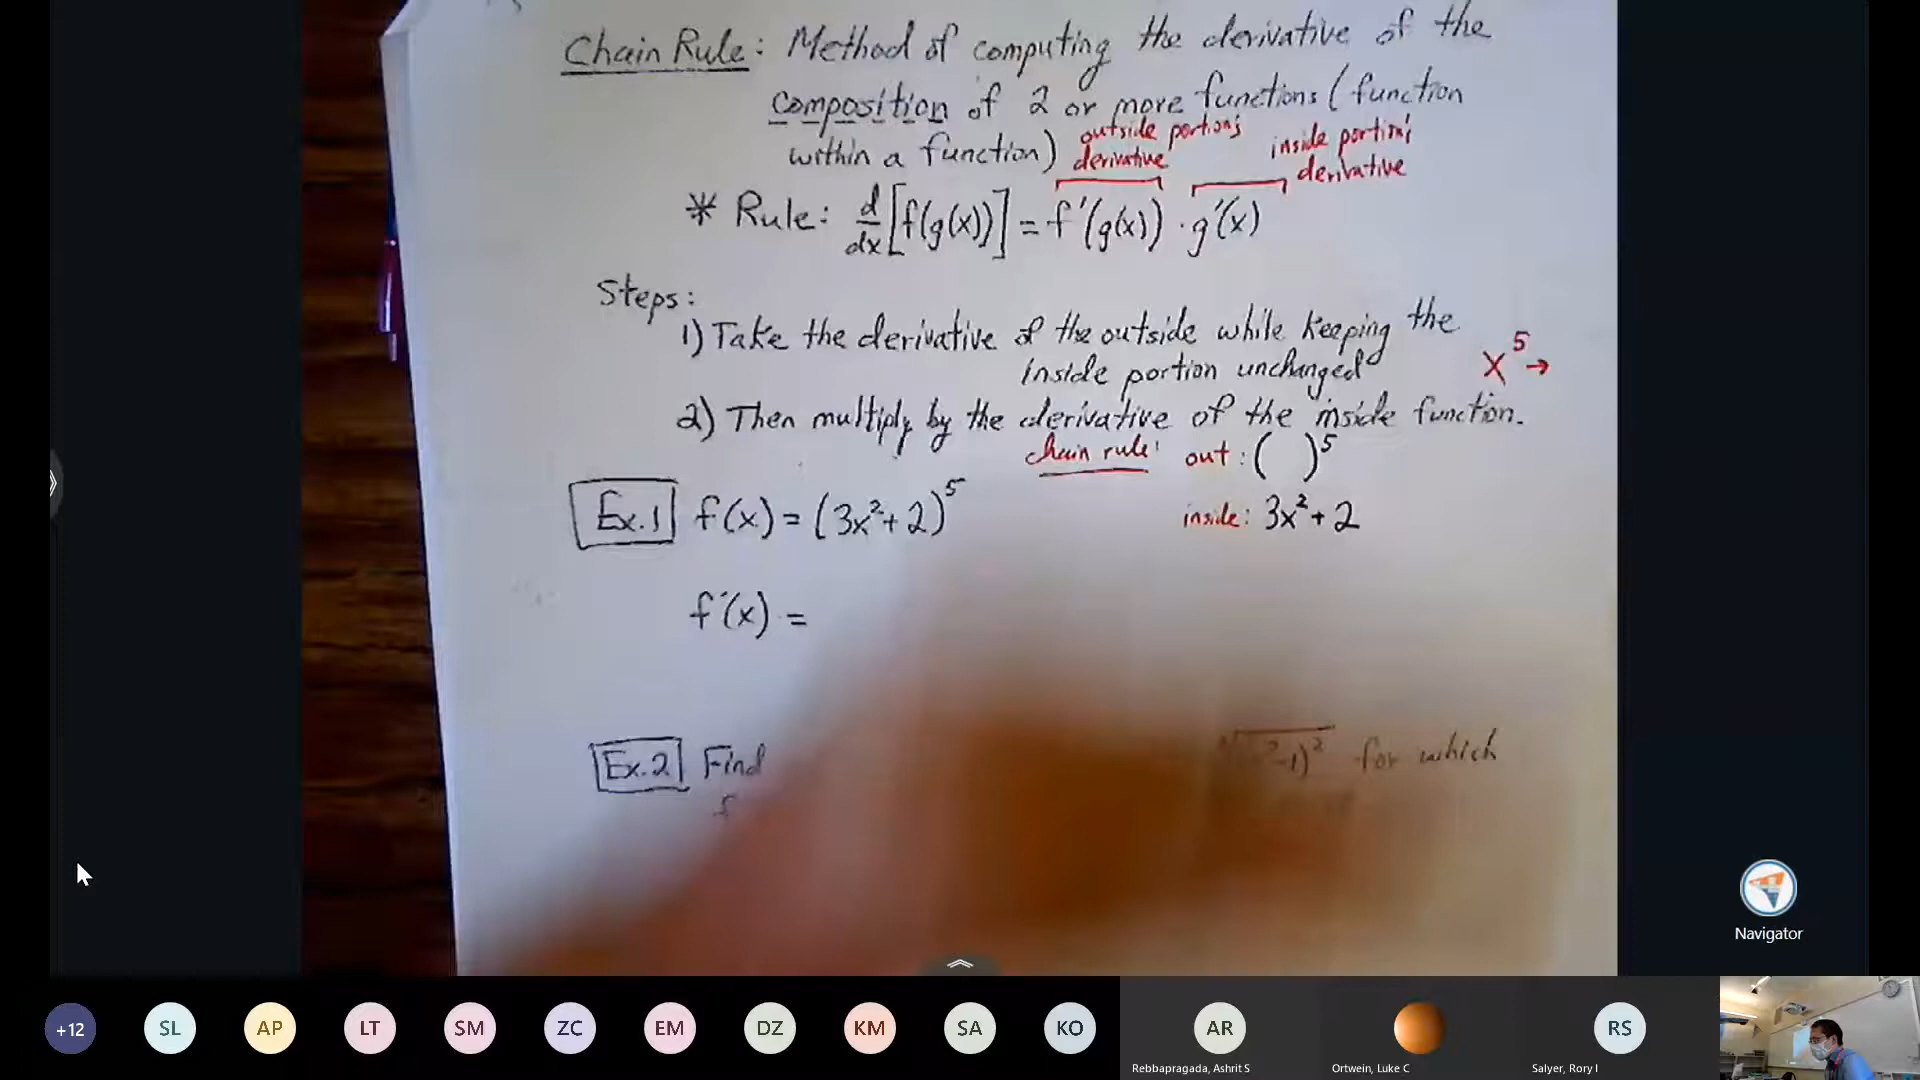 Chain Rule: Method of computing the derivative of the
composition of 2 or more functions (function
within a function)
outside portion's
derivative
inside portion's
derivative
* Rule: d/dx [f(g(x))] = f'(g(x)) · g'(x)
Steps:
1) Take the derivative of the outside while keeping the
inside portion unchanged
x⁵ →
2) Then multiply by the derivative of the inside function.
chain rule: out: ( )⁵
Ex.1 f(x) = (3x²+2)⁵
inside: 3x²+2
f'(x) =
Ex.2 Find
-1)² for which
f
Navigator
+12
SL
AP
LT
SM
ZC
EM
DZ
KM
SA
KO
AR
RS
Rebbapragada, Ashrit S
Ortwein, Luke C
Salyer, Rory I